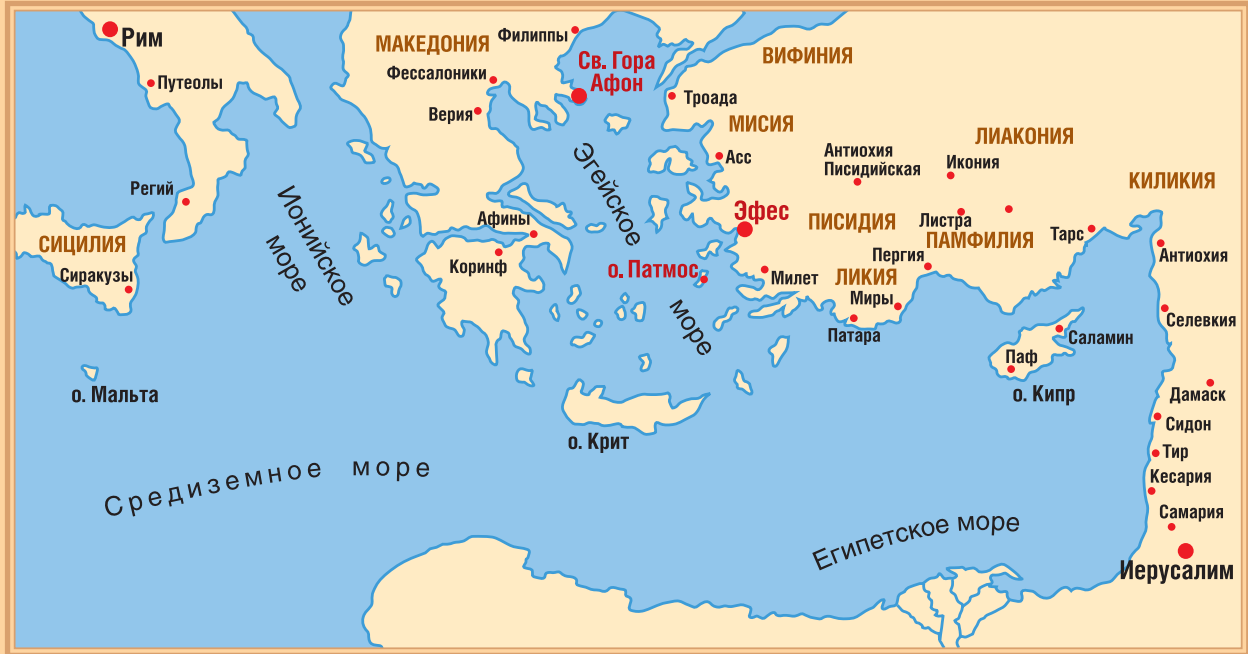 Рим
Путеолы
Регий
СИЦИЛИЯ
Сиракузы
о. Мальта
Ионийское
море
МАКЕДОНИЯ
Филиппы
Фессалоники
Верия
Св. Гора
Афон
Эгейское
море
Афины
Коринф
о. Патмос
о. Крит
Средиземное море
ВИФИНИЯ
Троада
МИСИЯ
Асс
Эфес
Милет
Антиохия
Писидийская
ПИСИДИЯ
ЛИАКОНИЯ
Икония
Листра
ПАМФИЛИЯ
Пергия
ЛИКИЯ
Миры
Патара
КИЛИКИЯ
Тарс
Антиохия
Селевкия
Саламин
Паф
о. Кипр
Дамаск
Сидон
Тир
Кесария
Самария
Иерусалим
Египетское море